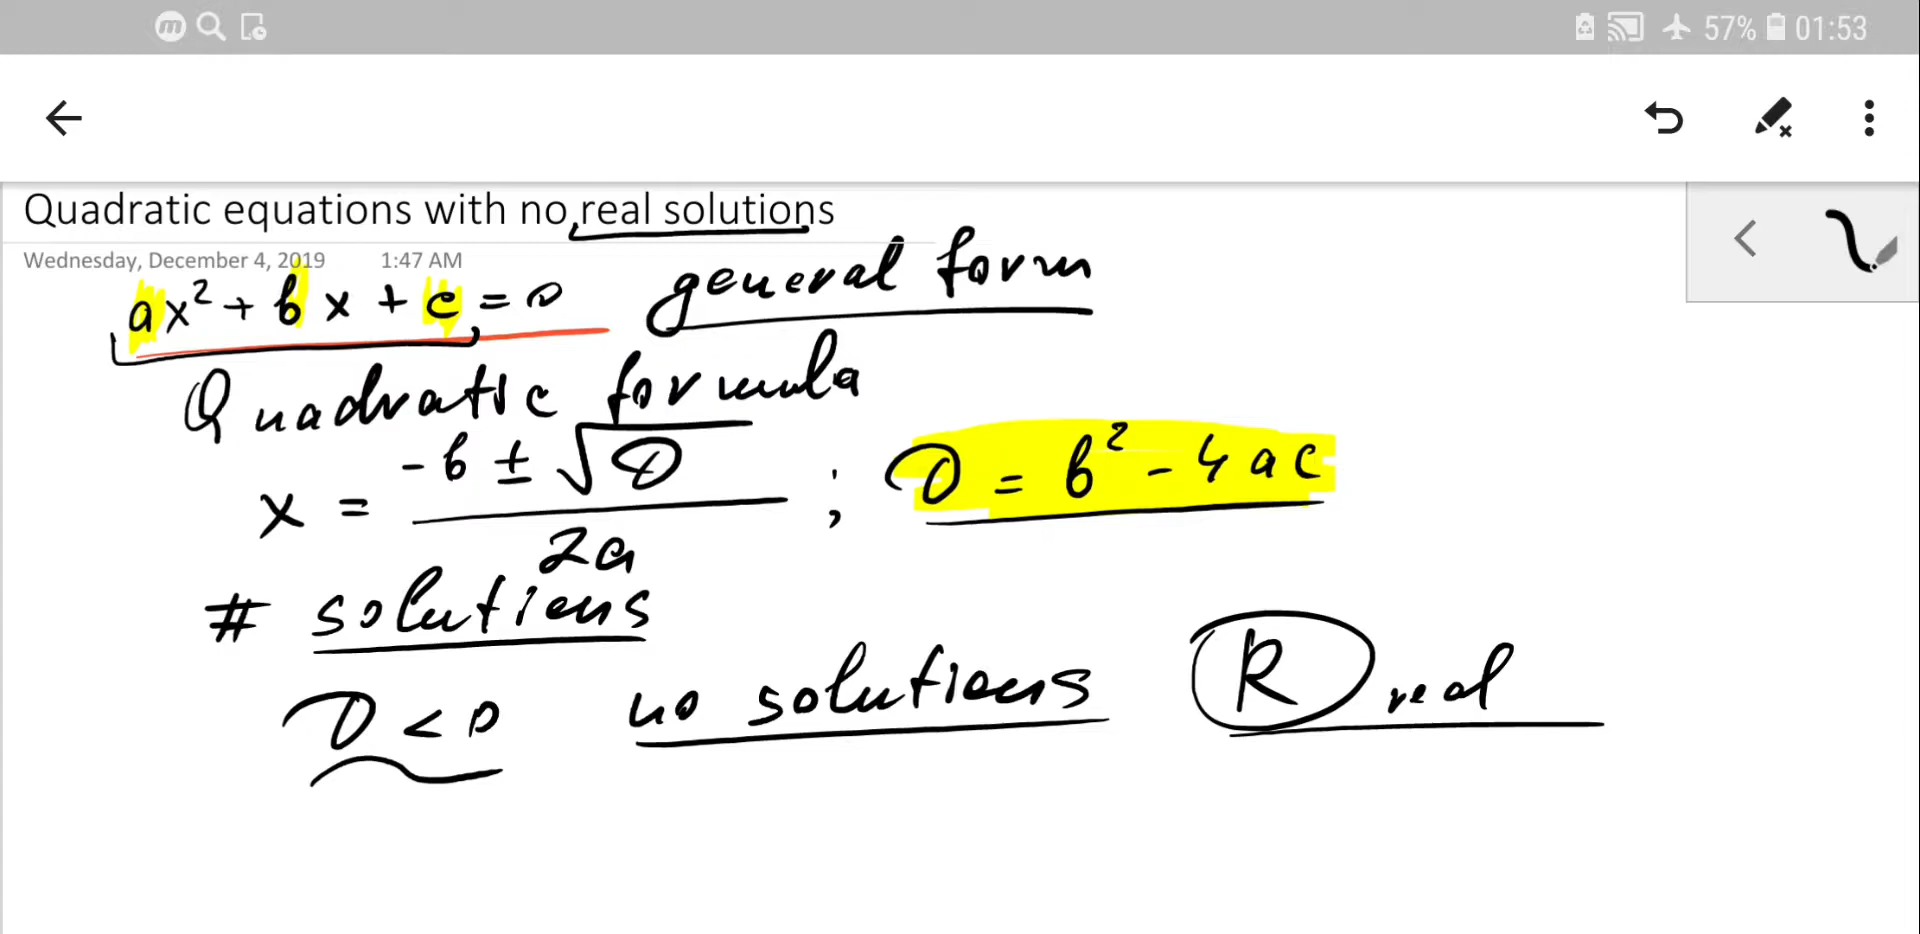 57% 01:53
Quadratic equations with no real solutions
Wednesday, December 4, 2019 1:47 AM
ax² + bx + c = 0 general form
Quadratic formula
x = (-b ± √D) / 2a ; D = b² - 4ac
# solutions
D < 0 no solutions R real